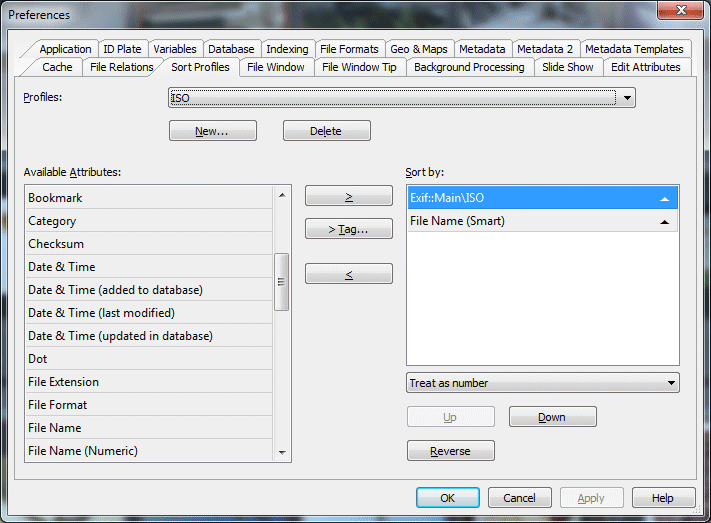 Preferences
Application ID Plate Variables Database Indexing File Formats Geo & Maps Metadata Metadata 2 Metadata Templates
Cache File Relations Sort Profiles File Window File Window Tip Background Processing Slide Show Edit Attributes
Profiles: ISO
New... Delete
Available Attributes: Sort by:
Bookmark > Exif::Main\ISO
Category File Name (Smart)
Checksum > Tag...
Date & Time
Date & Time (added to database) <
Date & Time (last modified)
Date & Time (updated in database)
Dot
File Extension Treat as number
File Format Up Down
File Name
File Name (Numeric) Reverse
OK Cancel Apply Help